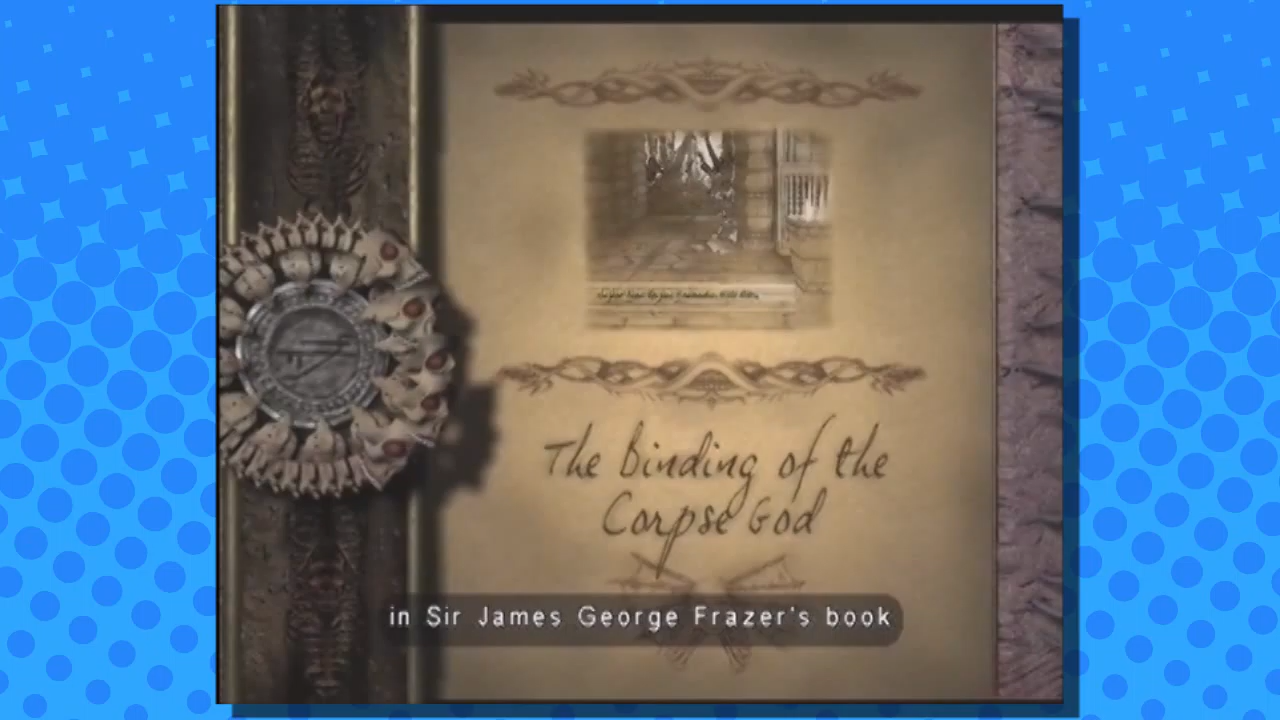 The Binding of the
Corpse God
in Sir James George Frazer's book